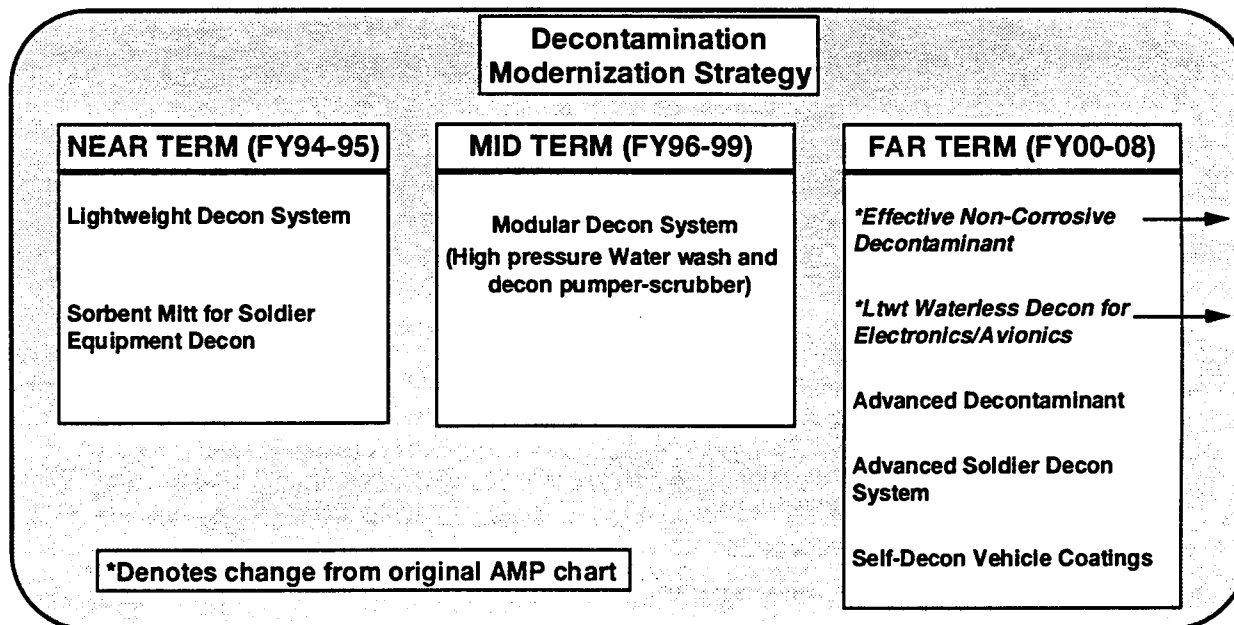 Decontamination
Modernization Strategy
NEAR TERM (FY94-95)
Lightweight Decon System
Sorbent Mitt for Soldier
Equipment Decon
MID TERM (FY96-99)
Modular Decon System
(High pressure Water wash and
decon pumper-scrubber)
FAR TERM (FY00-08)
*Effective Non-Corrosive
Decontaminant
*Ltwt Waterless Decon for
Electronics/Avionics
Advanced Decontaminant
Advanced Soldier Decon
System
Self-Decon Vehicle Coatings
*Denotes change from original AMP chart